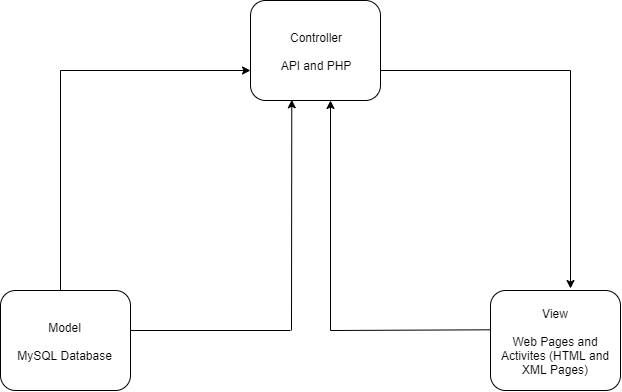 Controller
API and PHP
Model
MySQL Database
View
Web Pages and
Activites (HTML and
XML Pages)